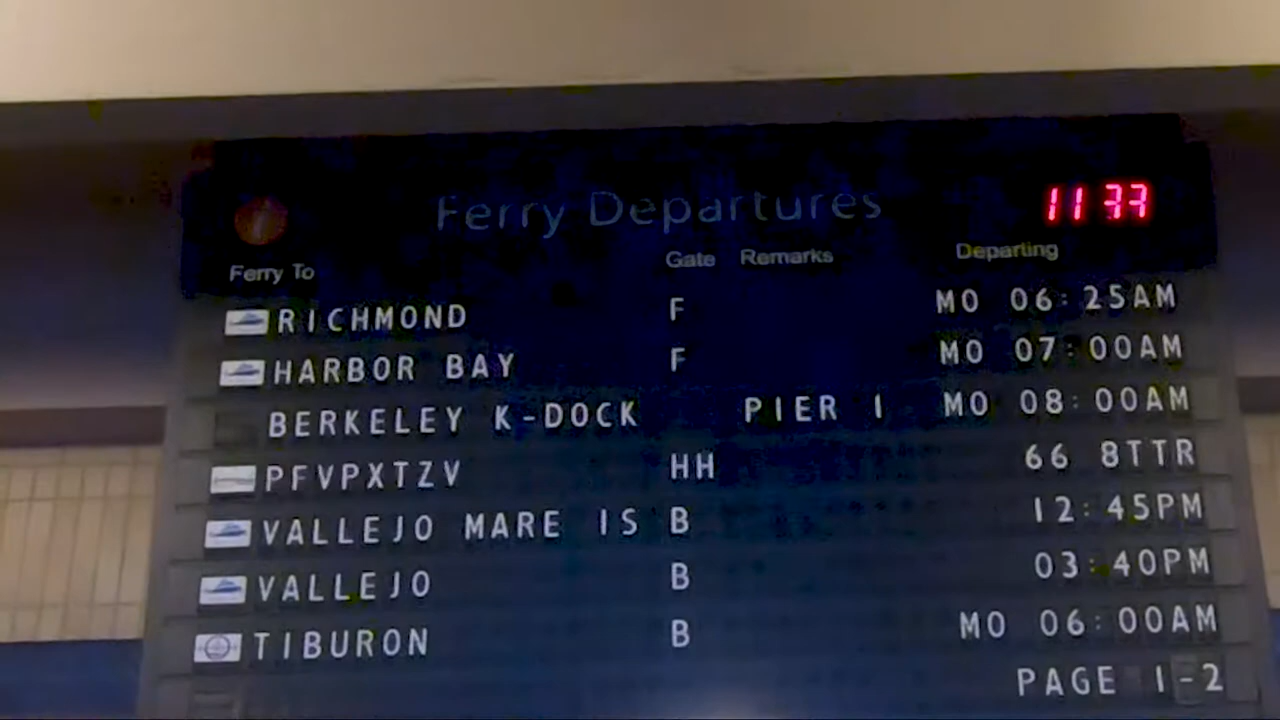 Ferry Departures 11 37
Ferry To Gate Remarks Departing
RICHMOND F MO 06:25AM
HARBOR BAY F MO 07:00AM
BERKELEY K-DOCK PIER 1 MO 08:00AM
PFVPXTZV HH 66 8TTR
VALLEJO MARE IS B 12:45PM
VALLEJO B 03:40PM
TIBURON B MO 06:00AM
PAGE 1-2